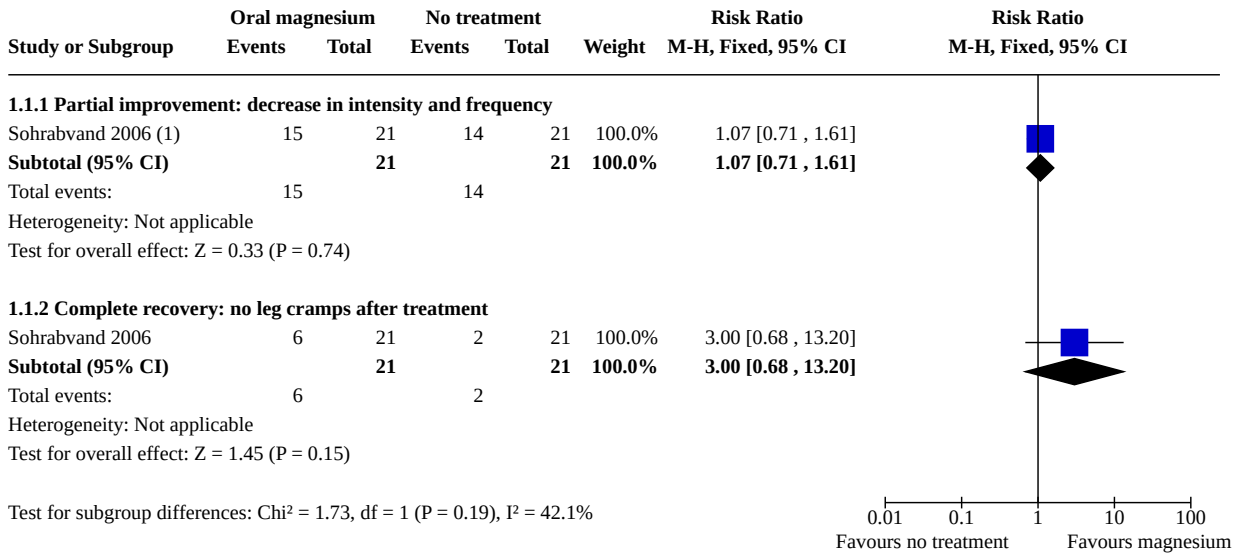 Oral magnesium No treatment Risk Ratio Risk Ratio
Study or Subgroup Events Total Events Total Weight M-H, Fixed, 95% CI M-H, Fixed, 95% CI
1.1.1 Partial improvement: decrease in intensity and frequency
Sohrabvand 2006 (1) 15 21 14 21 100.0% 1.07 [0.71 , 1.61]
Subtotal (95% CI) 21 21 100.0% 1.07 [0.71 , 1.61]
Total events: 15 14
Heterogeneity: Not applicable
Test for overall effect: Z = 0.33 (P = 0.74)
1.1.2 Complete recovery: no leg cramps after treatment
Sohrabvand 2006 6 21 2 21 100.0% 3.00 [0.68 , 13.20]
Subtotal (95% CI) 21 21 100.0% 3.00 [0.68 , 13.20]
Total events: 6 2
Heterogeneity: Not applicable
Test for overall effect: Z = 1.45 (P = 0.15)
Test for subgroup differences: Chi² = 1.73, df = 1 (P = 0.19), I² = 42.1%
0.01 0.1 1 10 100
Favours no treatment Favours magnesium